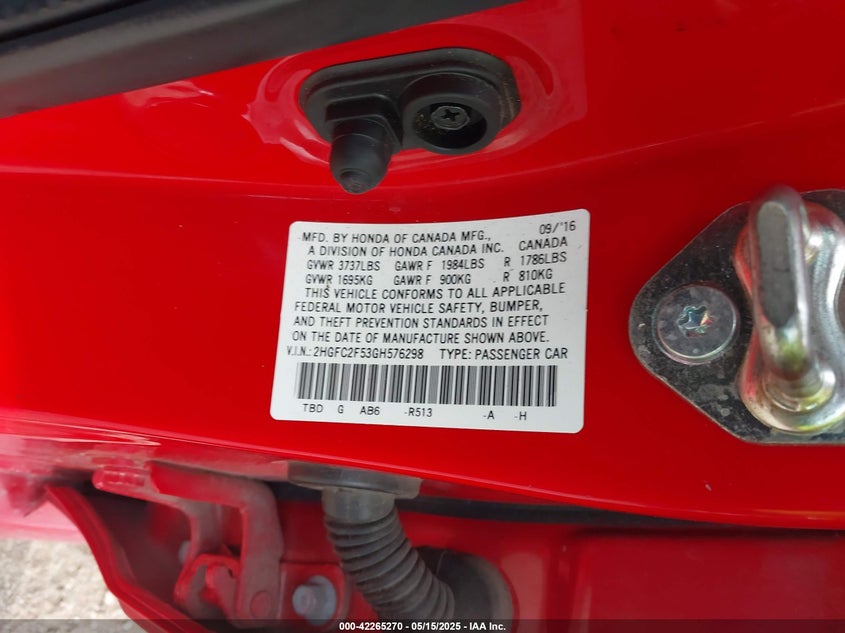 09/'16
MFD. BY HONDA OF CANADA MFG.,
A DIVISION OF HONDA CANADA INC. CANADA
GVWR 3737LBS GAWR F 1984LBS R 1786LBS
GVWR 1695KG GAWR F 900KG R 810KG
THIS VEHICLE CONFORMS TO ALL APPLICABLE
FEDERAL MOTOR VEHICLE SAFETY, BUMPER,
AND THEFT PREVENTION STANDARDS IN EFFECT
ON THE DATE OF MANUFACTURE SHOWN ABOVE.
V.I.N.: 2HGFC2F53GH576298 TYPE: PASSENGER CAR
TBD G AB6 -R513 -A -H
000-42265270 - 05/15/2025 - IAA Inc.